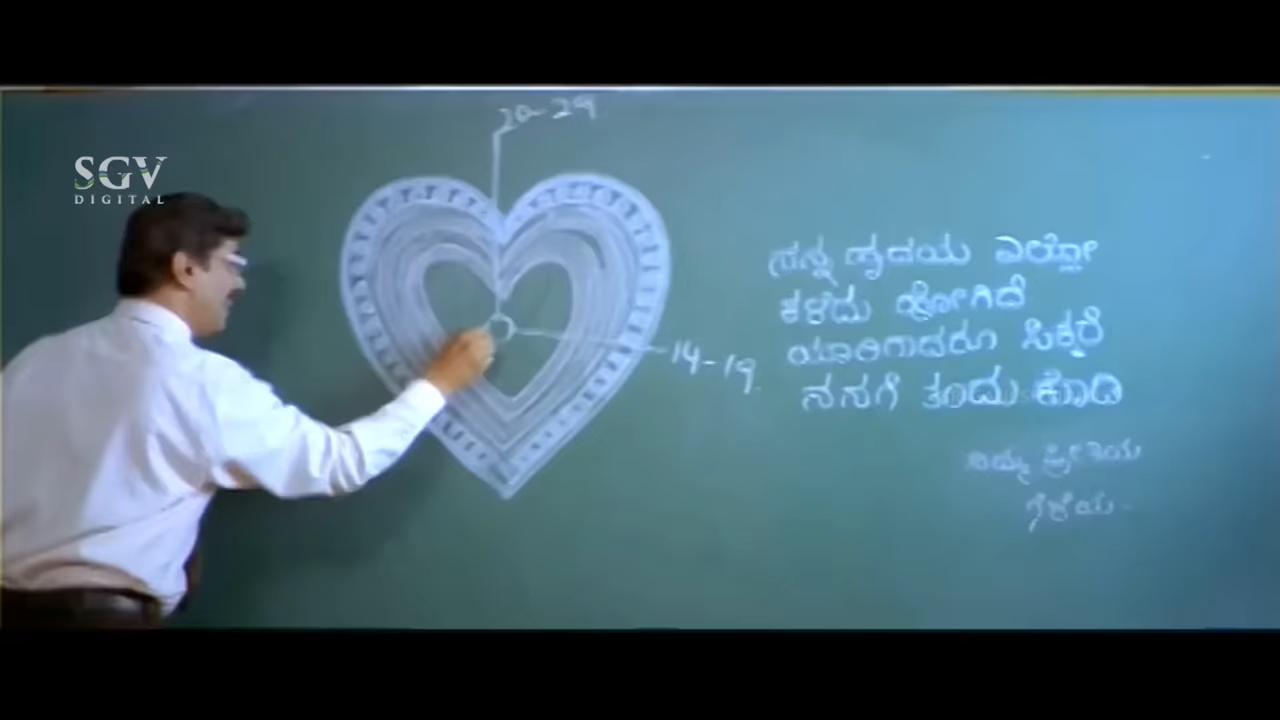 20-29
SGV
DIGITAL
ನನ್ನ ಹೃದಯ ಎಲ್ಲೋ
ಕಳೆದು ಹೋಗಿದೆ
14-19
ಯಾರಿಗಾದರೂ ಸಿಕ್ಕರೆ
ನನಗೆ ತಂದು ಕೊಡಿ
ನಿಮ್ಮ ಪ್ರೀತಿಯ
ಗೆಳೆಯ-